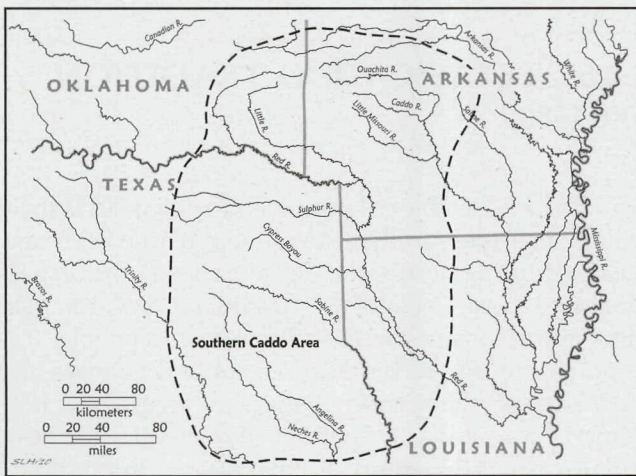 Canadian R.
Arkansas R.
White R.
Ouachita R.
OKLAHOMA
ARKANSAS
Caddo R.
Little R.
Little Missouri R.
Saline R.
Red R.
TEXAS
Sulphur R.
Cypress Bayou
Mississippi R.
Trinity R.
Brazos R.
Sabine R.
Southern Caddo Area
Red R.
0 20 40 80
kilometers
Angelina R.
Neches R.
0 20 40 80
miles
LOUISIANA
SLH-'10